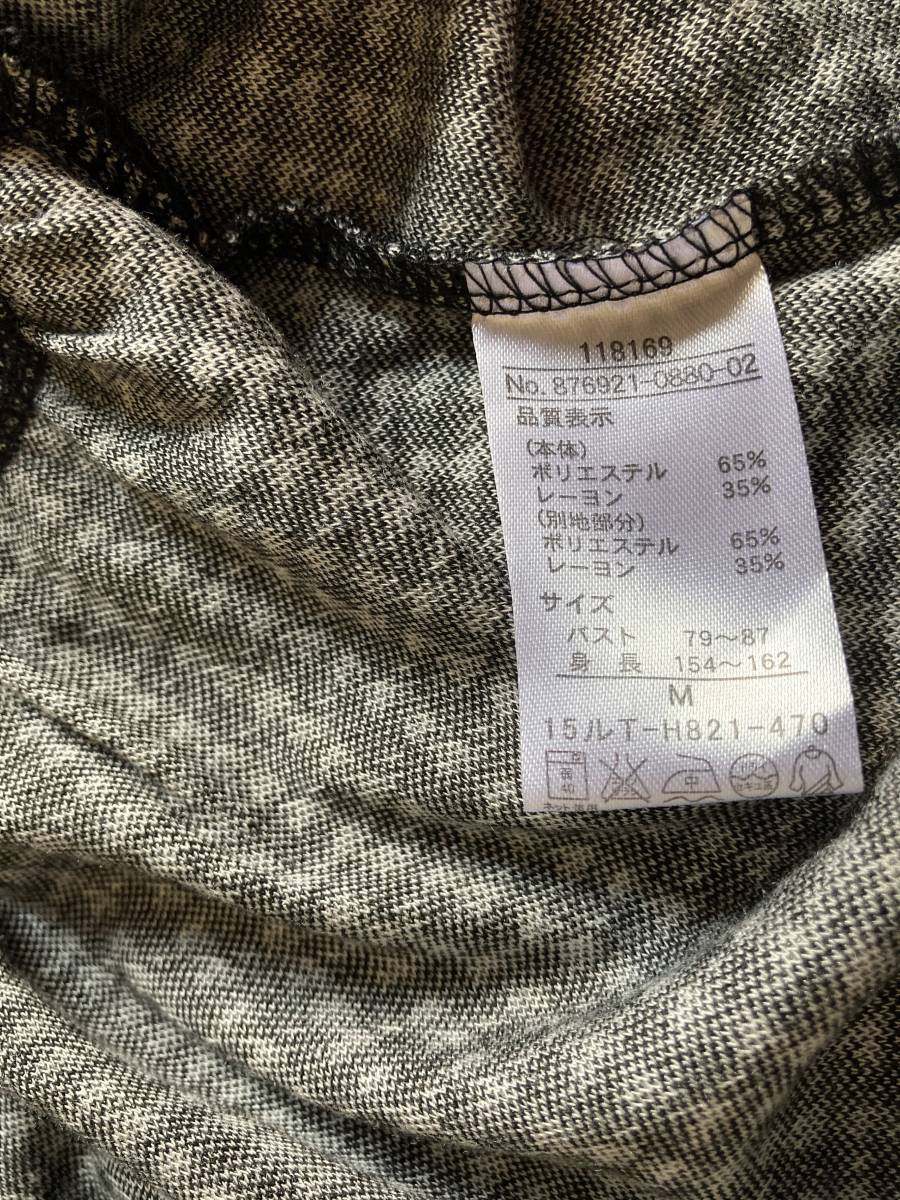 118169
No. 876921-0880-02
品質表示
(本体)
ポリエステル 65%
レーヨン 35%
(別地部分)
ポリエステル 65%
レーヨン 35%
サイズ
バスト 79~87
身長 154~162
M
15ルT-H821-470
40 中